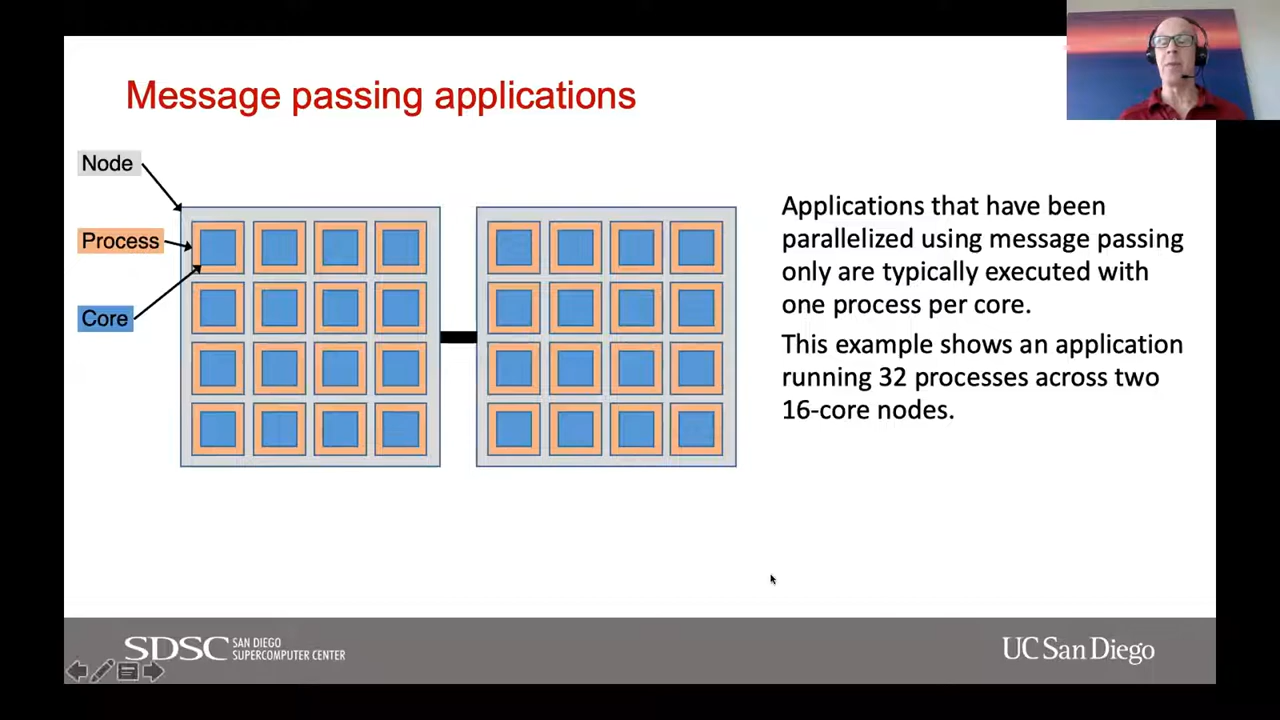 Message passing applications
Node
Process
Core
Applications that have been
parallelized using message passing
only are typically executed with
one process per core.
This example shows an application
running 32 processes across two
16-core nodes.
SDSC SAN DIEGO
SUPERCOMPUTER CENTER
UC San Diego